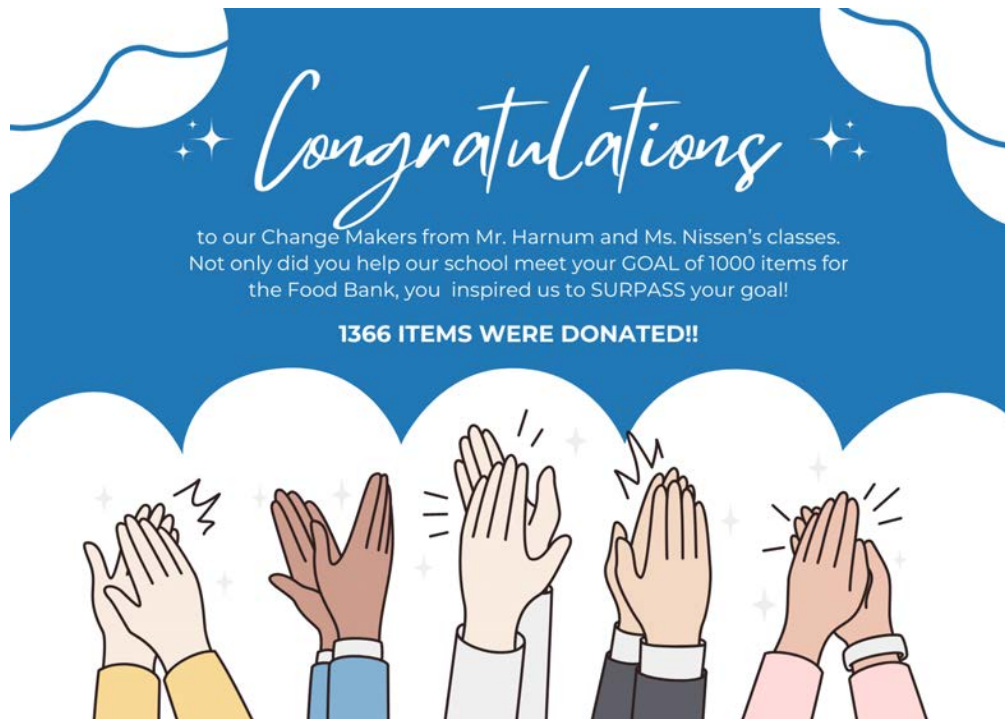 Congratulations
to our Change Makers from Mr. Harnum and Ms. Nissen's classes.
Not only did you help our school meet your GOAL of 1000 items for
the Food Bank, you  inspired us to SURPASS your goal!
1366 ITEMS WERE DONATED!!